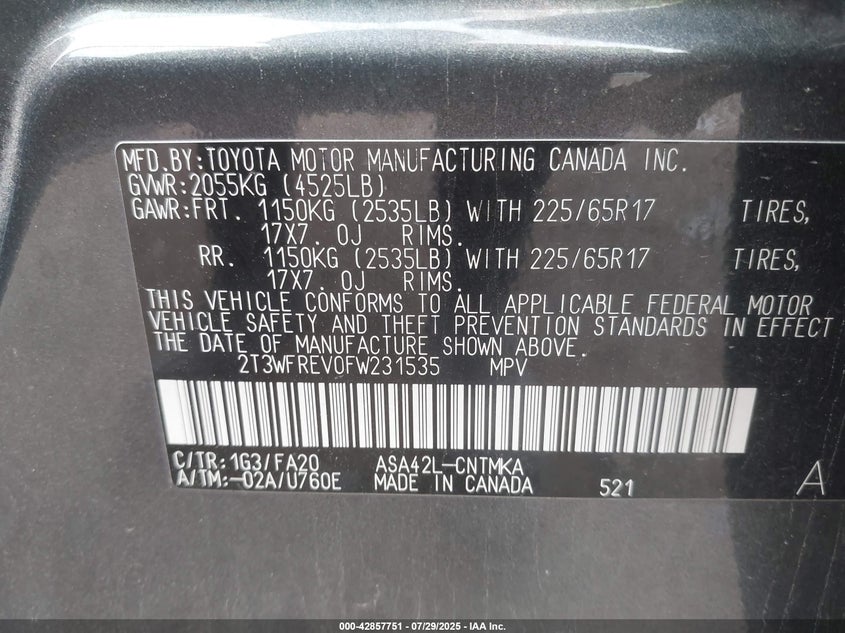 MFD.BY:TOYOTA MOTOR MANUFACTURING CANADA INC.
GVWR:2055KG (4525LB)
GAWR:FRT. 1150KG (2535LB) WITH 225/65R17 TIRES,
17X7. 0J RIMS.
RR. 1150KG (2535LB) WITH 225/65R17 TIRES,
17X7. 0J RIMS.
THIS VEHICLE CONFORMS TO ALL APPLICABLE FEDERAL MOTOR
VEHICLE SAFETY AND THEFT PREVENTION STANDARDS IN EFFECT
THE DATE OF MANUFACTURE SHOWN ABOVE.
2T3WFREV0FW231535 MPV
C/TR:1G3/FA20 ASA42L-CNTMKA
A/TM:-02A/U760E MADE IN CANADA 521 A
000-42857751 | 07/29/2025 - IAA Inc.